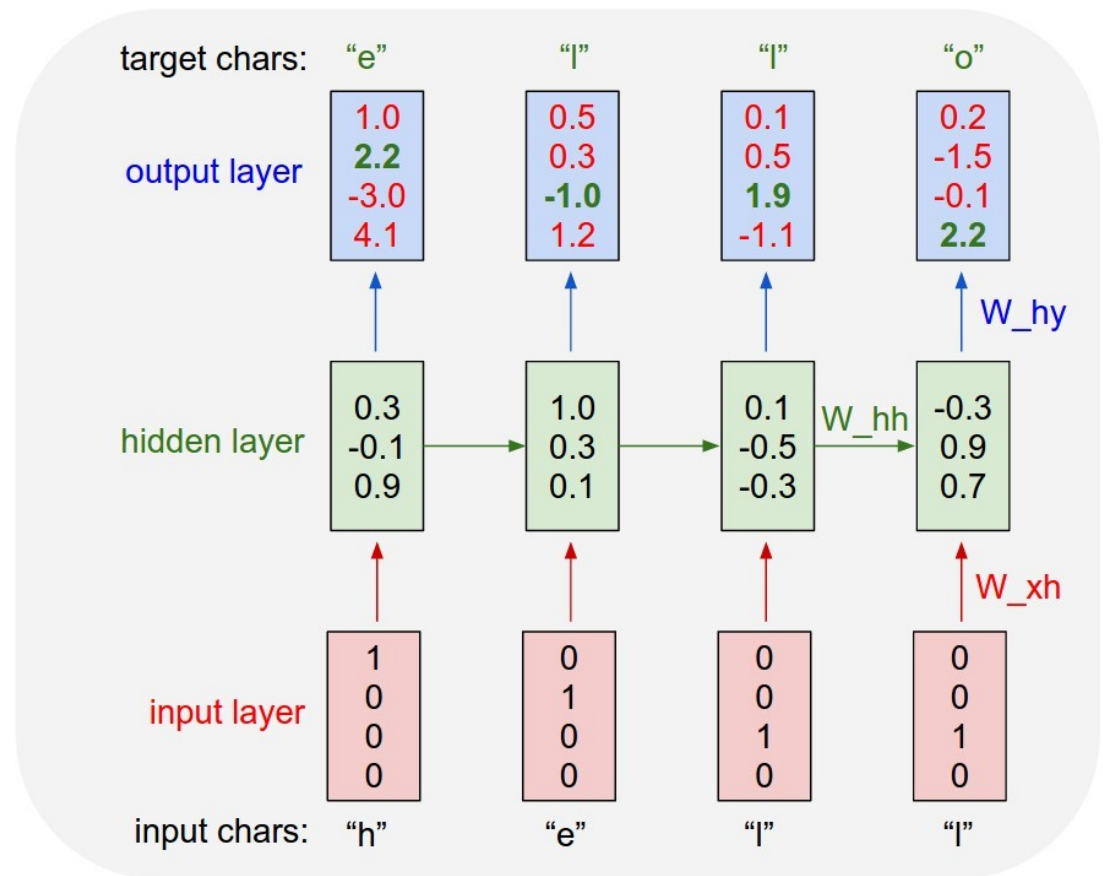 target chars: “e” “l” “l” “o”
1.0 0.5 0.1 0.2
2.2 0.3 0.5 -1.5
output layer
-3.0 -1.0 1.9 -0.1
4.1 1.2 -1.1 2.2
W_hy
0.3 1.0 0.1 -0.3
W_hh
hidden layer -0.1 0.3 -0.5 0.9
0.9 0.1 -0.3 0.7
W_xh
1 0 0 0
0 1 0 0
input layer
0 0 1 1
0 0 0 0
input chars: “h” “e” “l” “l”